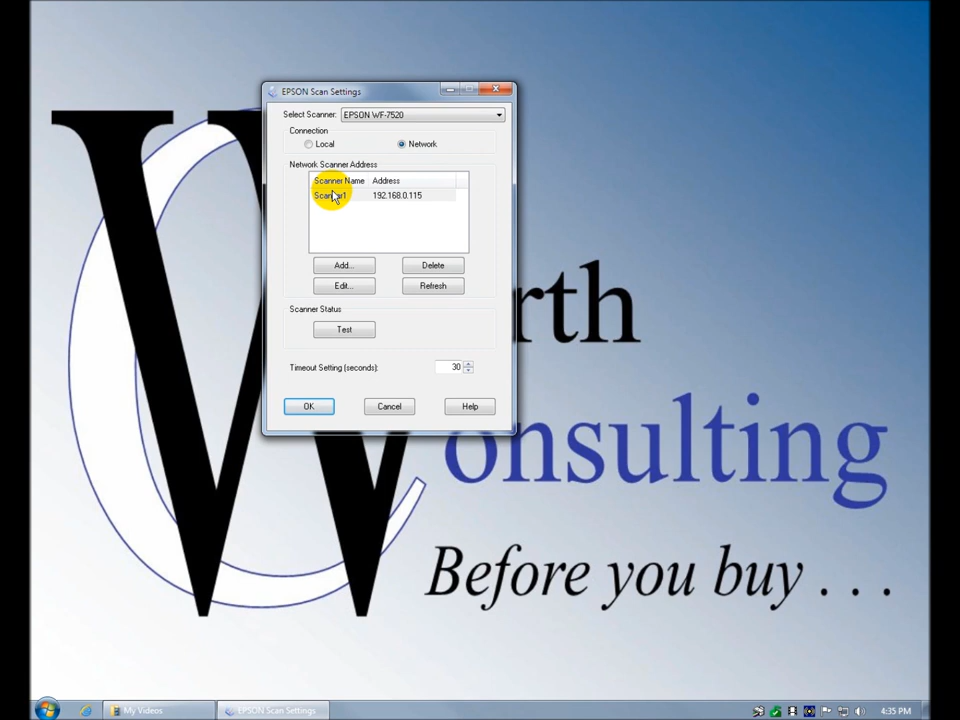 EPSON Scan Settings
Select Scanner: EPSON WF-7520
Connection
Local Network
Network Scanner Address
Scanner Name Address
Scanner1 192.168.0.115
Add... Delete
Edit... Refresh
Scanner Status
Test
Timeout Setting (seconds): 30
OK Cancel Help
W rth
onsulting
Before you buy . . .
My Videos EPSON Scan Settings 4:35 PM